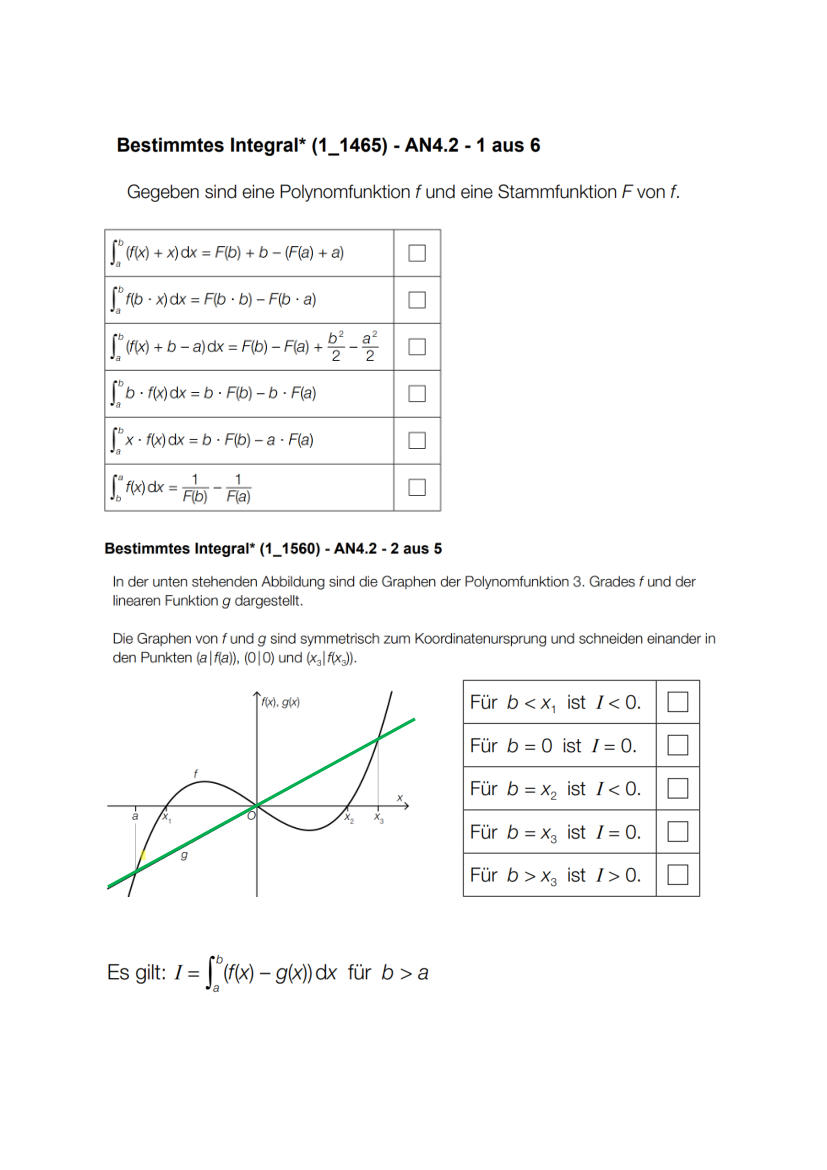 Bestimmtes Integral* (1_1465) - AN4.2 - 1 aus 6
Gegeben sind eine Polynomfunktion f und eine Stammfunktion F von f.
∫_a^b (f(x) + x) dx = F(b) + b – (F(a) + a)
∫_a^b f(b · x) dx = F(b · b) – F(b · a)
∫_a^b (f(x) + b – a) dx = F(b) – F(a) + b²/2 – a²/2
∫_a^b b · f(x) dx = b · F(b) – b · F(a)
∫_a^b x · f(x) dx = b · F(b) – a · F(a)
∫_b^a f(x) dx = 1/F(b) – 1/F(a)
Bestimmtes Integral* (1_1560) - AN4.2 - 2 aus 5
In der unten stehenden Abbildung sind die Graphen der Polynomfunktion 3. Grades f und der
linearen Funktion g dargestellt.
Die Graphen von f und g sind symmetrisch zum Koordinatenursprung und schneiden einander in
den Punkten (a|f(a)), (0|0) und (x₃|f(x₃)).
f(x), g(x)
f
x
a x₁ O x₂ x₃
g
Für b < x₁ ist I < 0.
Für b = 0 ist I = 0.
Für b = x₂ ist I < 0.
Für b = x₃ ist I = 0.
Für b > x₃ ist I > 0.
Es gilt: I = ∫_a^b (f(x) – g(x)) dx für b > a